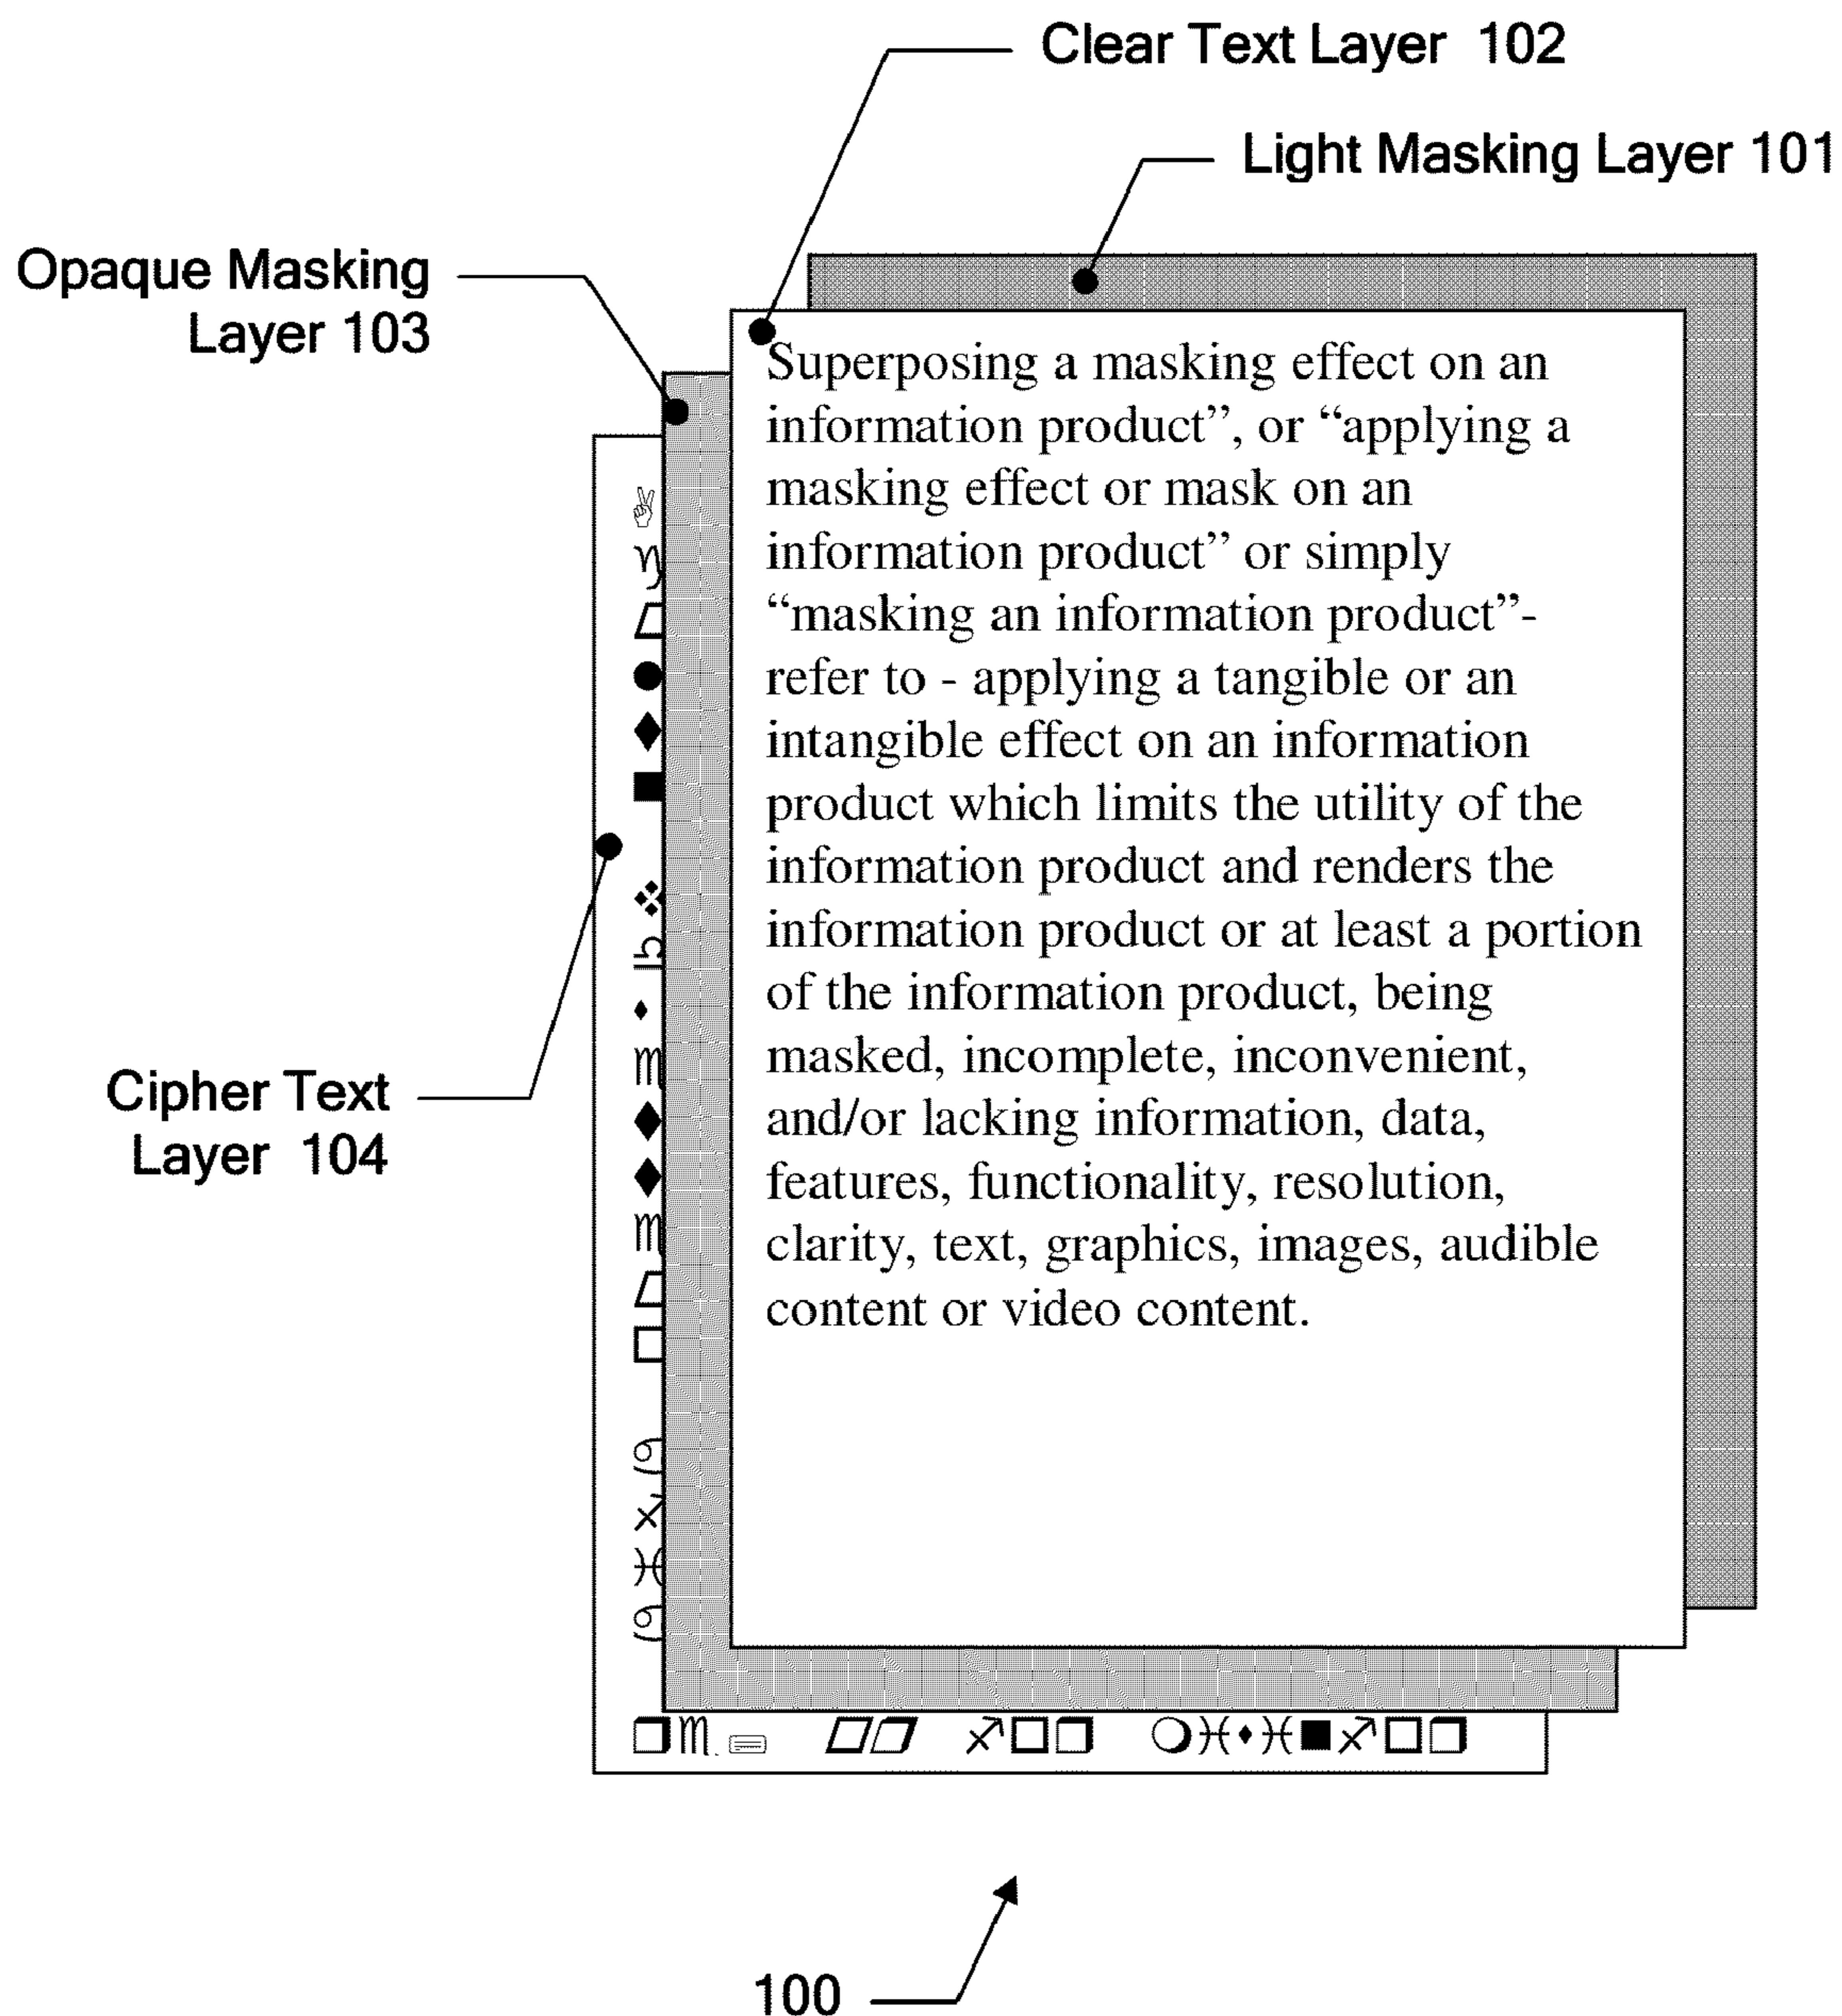 Clear Text Layer 102
Light Masking Layer 101
Opaque Masking
Layer 103
Superposing a masking effect on an
information product”, or “applying a
masking effect or mask on an
information product” or simply
“masking an information product”-
refer to - applying a tangible or an
intangible effect on an information
product which limits the utility of the
information product and renders the
information product or at least a portion
of the information product, being
masked, incomplete, inconvenient,
and/or lacking information, data,
features, functionality, resolution,
clarity, text, graphics, images, audible
content or video content.
Cipher Text
Layer 104
100